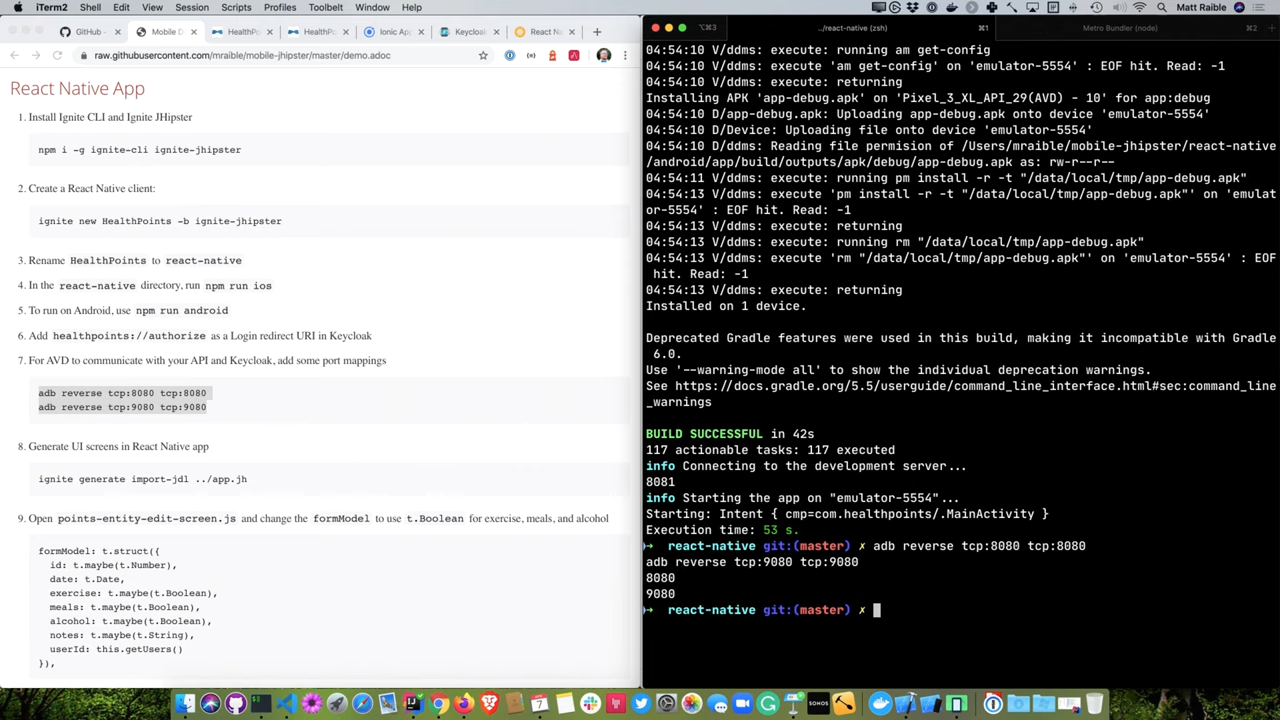 iTerm2 Shell Edit View Session Scripts Profiles Toolbelt Window Help
Matt Raible
GitHub -
Mobile D
HealthPo
HealthPo
Ionic App
Keycloak
React Na
raw.githubusercontent.com/mraible/mobile-jhipster/master/demo.adoc
React Native App
1. Install Ignite CLI and Ignite JHipster
npm i -g ignite-cli ignite-jhipster
2. Create a React Native client:
ignite new HealthPoints -b ignite-jhipster
3. Rename HealthPoints to react-native
4. In the react-native directory, run npm run ios
5. To run on Android, use npm run android
6. Add healthpoints://authorize as a Login redirect URI in Keycloak
7. For AVD to communicate with your API and Keycloak, add some port mappings
adb reverse tcp:8080 tcp:8080
adb reverse tcp:9080 tcp:9080
8. Generate UI screens in React Native app
ignite generate import-jdl ../app.jh
9. Open points-entity-edit-screen.js and change the formModel to use t.Boolean for exercise, meals, and alcohol
formModel: t.struct({
id: t.maybe(t.Number),
date: t.Date,
exercise: t.maybe(t.Boolean),
meals: t.maybe(t.Boolean),
alcohol: t.maybe(t.Boolean),
notes: t.maybe(t.String),
userId: this.getUsers()
}),
⌥⌘3
../react-native (zsh)
⌘1
Metro Bundler (node)
⌘2
04:54:10 V/ddms: execute: running am get-config
04:54:10 V/ddms: execute 'am get-config' on 'emulator-5554' : EOF hit. Read: -1
04:54:10 V/ddms: execute: returning
Installing APK 'app-debug.apk' on 'Pixel_3_XL_API_29(AVD) - 10' for app:debug
04:54:10 D/app-debug.apk: Uploading app-debug.apk onto device 'emulator-5554'
04:54:10 D/Device: Uploading file onto device 'emulator-5554'
04:54:10 D/ddms: Reading file permision of /Users/mraible/mobile-jhipster/react-native
/android/app/build/outputs/apk/debug/app-debug.apk as: rw-r--r--
04:54:11 V/ddms: execute: running pm install -r -t "/data/local/tmp/app-debug.apk"
04:54:13 V/ddms: execute 'pm install -r -t "/data/local/tmp/app-debug.apk"' on 'emulat
or-5554' : EOF hit. Read: -1
04:54:13 V/ddms: execute: returning
04:54:13 V/ddms: execute: running rm "/data/local/tmp/app-debug.apk"
04:54:13 V/ddms: execute 'rm "/data/local/tmp/app-debug.apk"' on 'emulator-5554' : EOF
hit. Read: -1
04:54:13 V/ddms: execute: returning
Installed on 1 device.
Deprecated Gradle features were used in this build, making it incompatible with Gradle
6.0.
Use '--warning-mode all' to show the individual deprecation warnings.
See https://docs.gradle.org/5.5/userguide/command_line_interface.html#sec:command_line
_warnings
BUILD SUCCESSFUL in 42s
117 actionable tasks: 117 executed
info Connecting to the development server...
8081
info Starting the app on "emulator-5554"...
Starting: Intent { cmp=com.healthpoints/.MainActivity }
Execution time: 53 s.
→ react-native git:(master) ✗ adb reverse tcp:8080 tcp:8080
adb reverse tcp:9080 tcp:9080
8080
9080
→ react-native git:(master) ✗